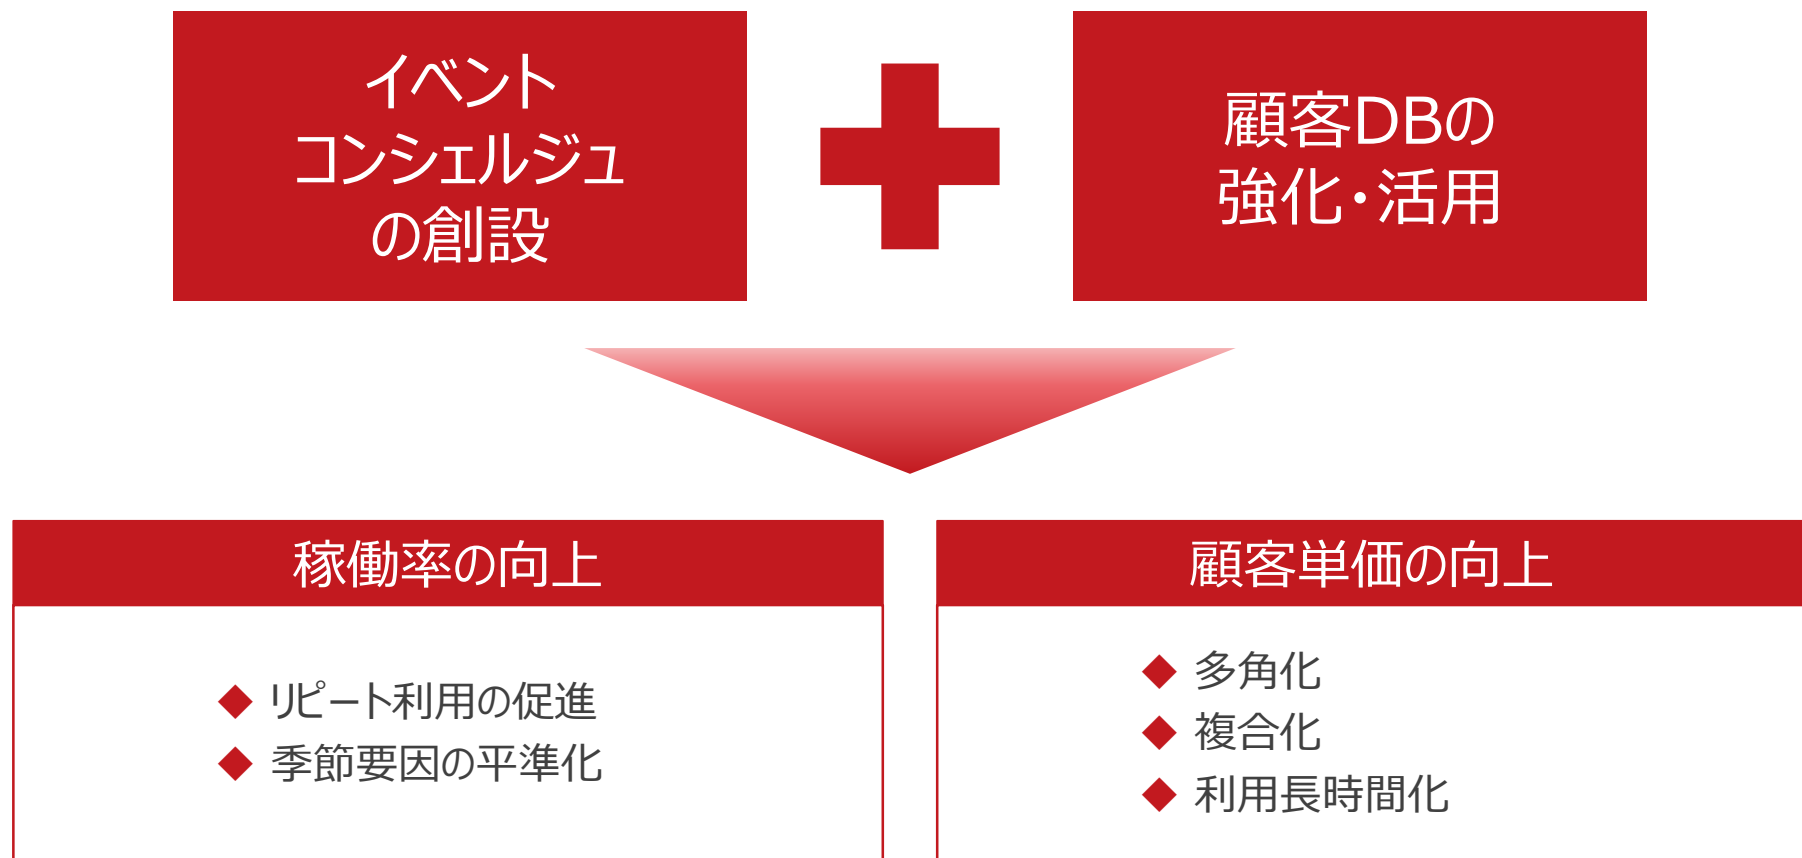 イベント
コンシェルジュ
の創設
顧客DBの
強化・活用
稼働率の向上
リピート利用の促進
季節要因の平準化
顧客単価の向上
多角化
複合化
利用長時間化